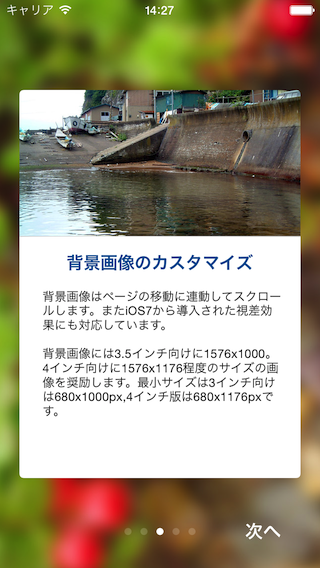 キャリア 14:27
背景画像のカスタマイズ
背景画像はページの移動に連動してスクロー
ルします。またiOS7から導入された視差効
果にも対応しています。
背景画像には3.5インチ向けに1576x1000。
4インチ向けに1576x1176程度のサイズの画
像を奨励します。最小サイズは3インチ向け
は680x1000px,4インチ版は680x1176pxで
す。
次へ